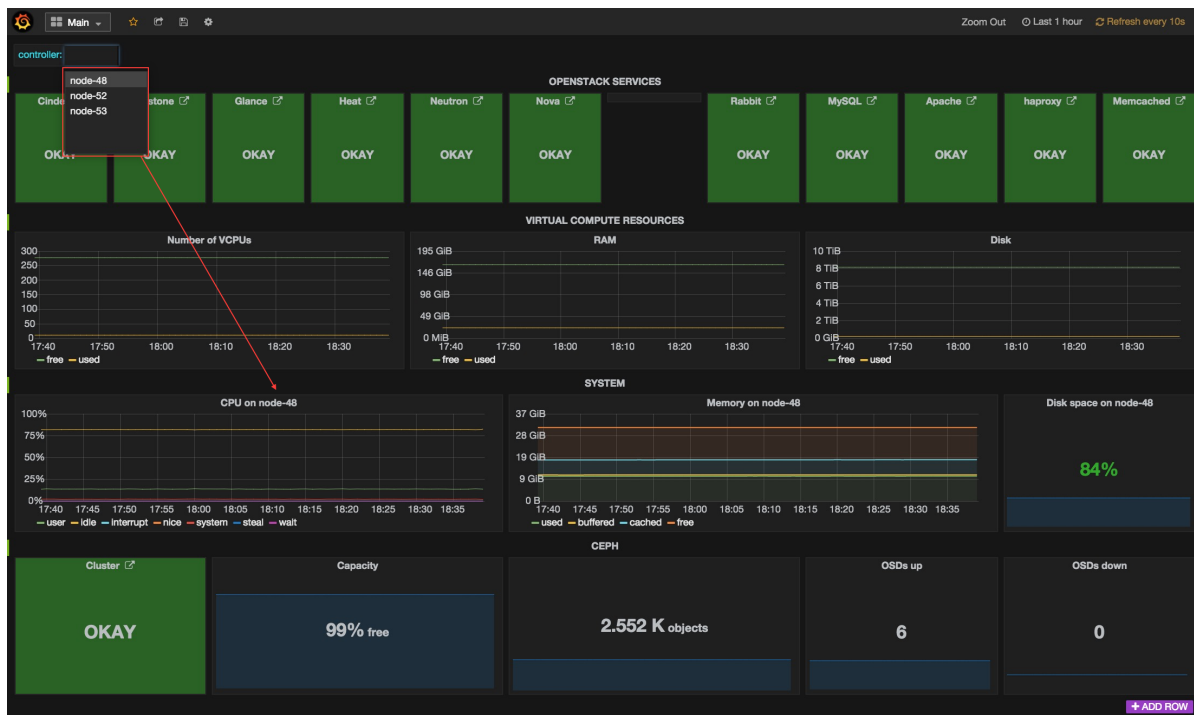 Main
Zoom Out Last 1 hour Refresh every 10s
controller:
node-48
node-52
node-53
OPENSTACK SERVICES
Glance Heat Neutron Nova Rabbit MySQL Apache haproxy Memcached
OKAY OKAY OKAY OKAY OKAY OKAY OKAY OKAY OKAY
VIRTUAL COMPUTE RESOURCES
Number of VCPUs
300
250
200
150
100
50
0
17:40 17:50 18:00 18:10 18:20 18:30
free used
RAM
195 GiB
146 GiB
98 GiB
49 GiB
0 MiB
17:40 17:50 18:00 18:10 18:20 18:30
free used
Disk
10 TiB
8 TiB
6 TiB
4 TiB
2 TiB
0 GiB
17:40 17:50 18:00 18:10 18:20 18:30
free used
SYSTEM
CPU on node-48
100%
75%
50%
25%
0%
17:40 17:45 17:50 17:55 18:00 18:05 18:10 18:15 18:20 18:25 18:30 18:35
user idle interrupt nice system steal wait
Memory on node-48
37 GiB
28 GiB
19 GiB
9 GiB
0 B
17:40 17:45 17:50 17:55 18:00 18:05 18:10 18:15 18:20 18:25 18:30 18:35
used buffered cached free
Disk space on node-48
84%
CEPH
Cluster
OKAY
Capacity
99% free
2.552 K objects
OSDs up
6
OSDs down
0
+ ADD ROW